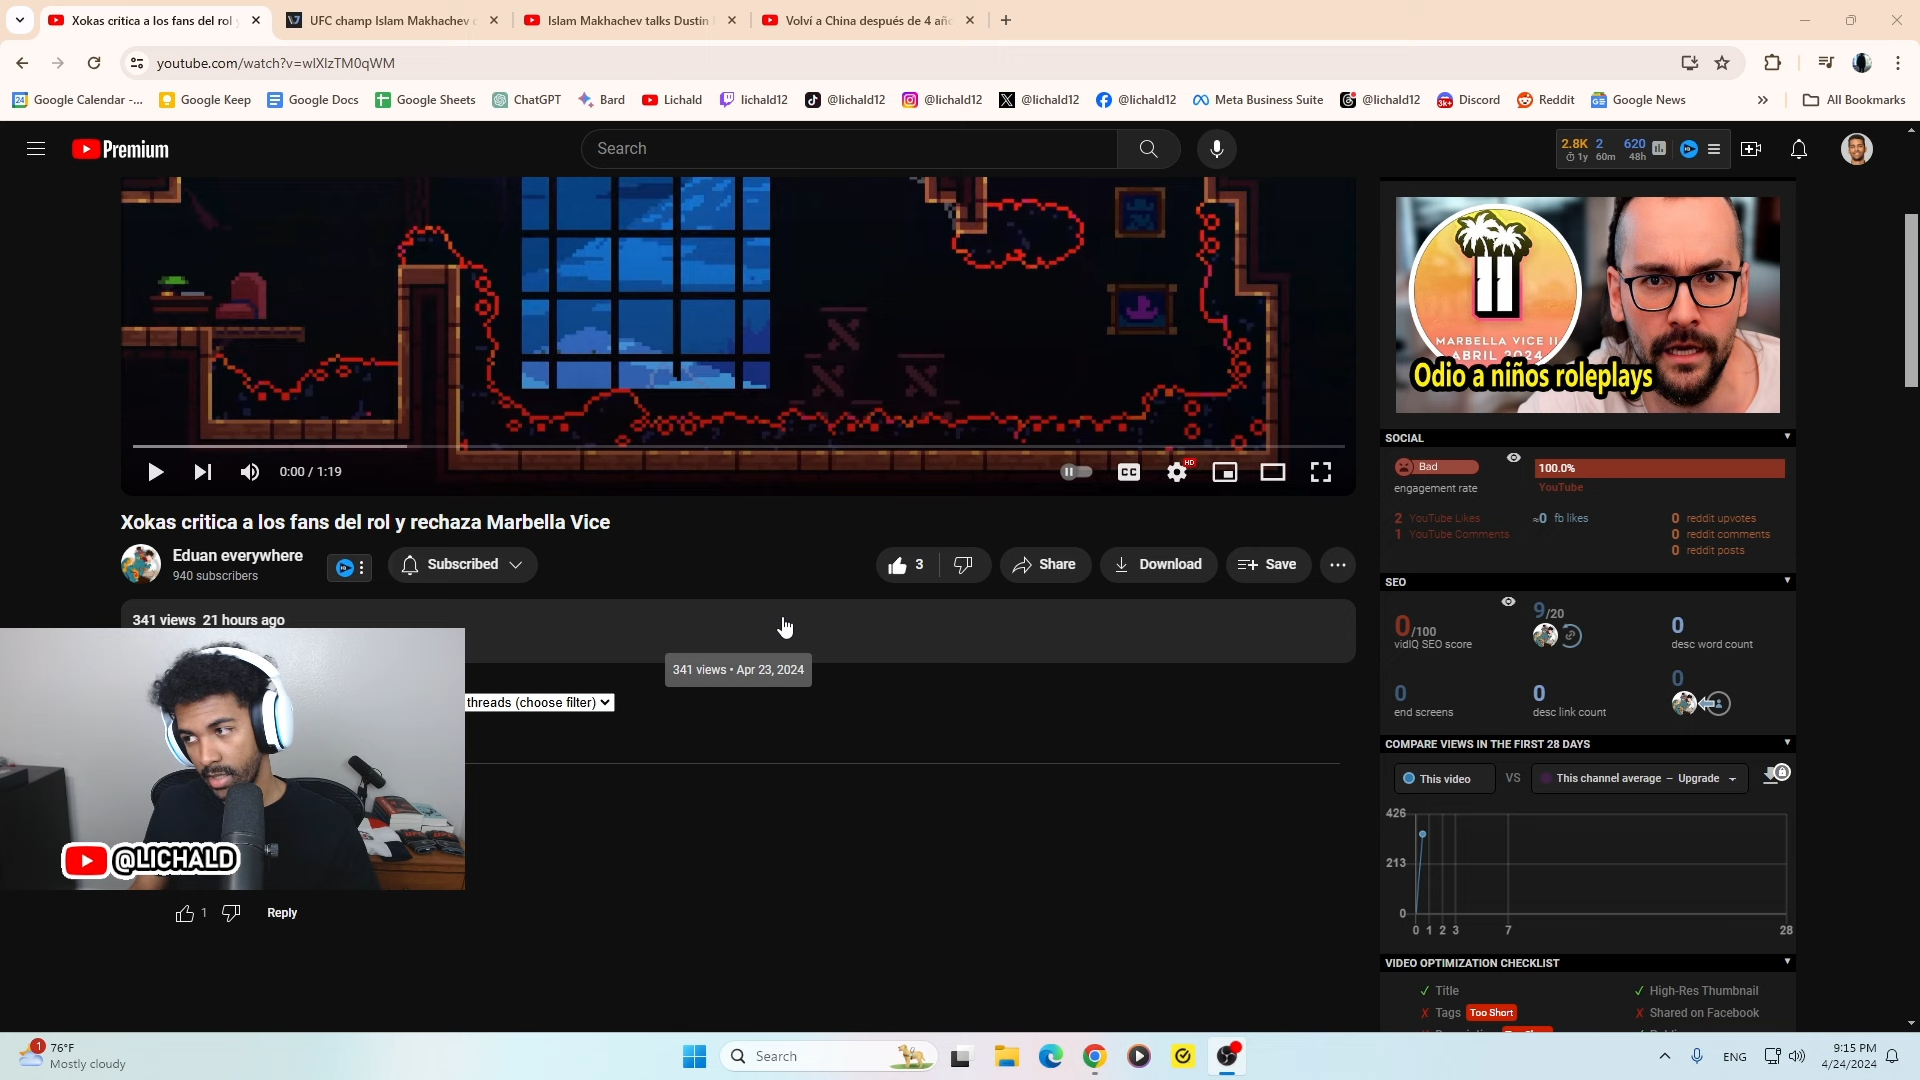 Xokas critica a los fans del rol
UFC champ Islam Makhachev
Islam Makhachev talks Dustin
Volví a China después de 4 añ
youtube.com/watch?v=wlXlzTM0qWM
Google Calendar -...
Google Keep
Google Docs
Google Sheets
ChatGPT
Bard
Lichald
lichald12
@lichald12
@lichald12
@lichald12
@lichald12
Meta Business Suite
@lichald12
Discord
Reddit
Google News
All Bookmarks
Premium
Search
2.8K 2 620
1y 60m 48h
MARBELLA VICE II
ABRIL 2024
Odio a niños roleplays
0:00 / 1:19
CC
HD
Xokas critica a los fans del rol y rechaza Marbella Vice
Eduan everywhere
940 subscribers
Subscribed
3
Share
Download
Save
341 views 21 hours ago
341 views • Apr 23, 2024
threads (choose filter)
@LICHALD
1
Reply
SOCIAL
Bad
engagement rate
100.0%
YouTube
2 YouTube Likes
1 YouTube Comments
≈0 fb likes
0 reddit upvotes
0 reddit comments
0 reddit posts
SEO
0/100
vidIQ SEO score
9/20
0
desc word count
0
end screens
0
desc link count
0
COMPARE VIEWS IN THE FIRST 28 DAYS
This video
VS
This channel average – Upgrade
426
213
0
0 1 2 3 7 28
VIDEO OPTIMIZATION CHECKLIST
Title
High-Res Thumbnail
Tags Too Short
Shared on Facebook
1
76°F
Mostly cloudy
Search
ENG
9:15 PM
4/24/2024